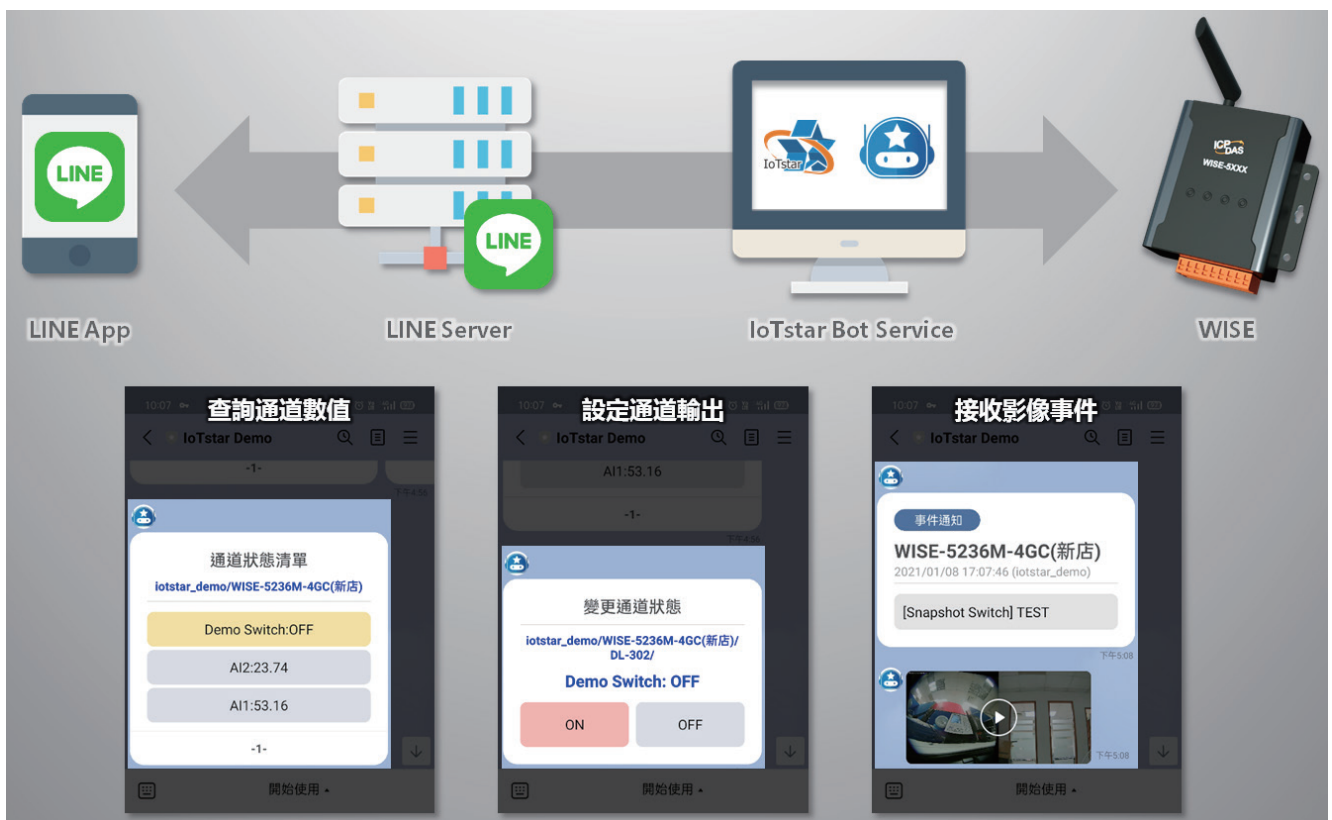 LINE
LINE
IoTstar
ICP DAS
WISE-5XXX
LINE App
LINE Server
IoTstar Bot Service
WISE
查詢通道數值
10:07
IoTstar Demo
-1-
下午4:56
通道狀態清單
iotstar_demo/WISE-5236M-4GC(新店)
Demo Switch:OFF
AI2:23.74
AI1:53.16
-1-
開始使用
設定通道輸出
10:07
IoTstar Demo
AI1:53.16
-1-
下午4:56
變更通道狀態
iotstar_demo/WISE-5236M-4GC(新店)/
DL-302/
Demo Switch: OFF
ON
OFF
開始使用
接收影像事件
10:07
IoTstar Demo
事件通知
WISE-5236M-4GC(新店)
2021/01/08 17:07:46 (iotstar_demo)
[Snapshot Switch] TEST
下午5:08
下午5:08
開始使用